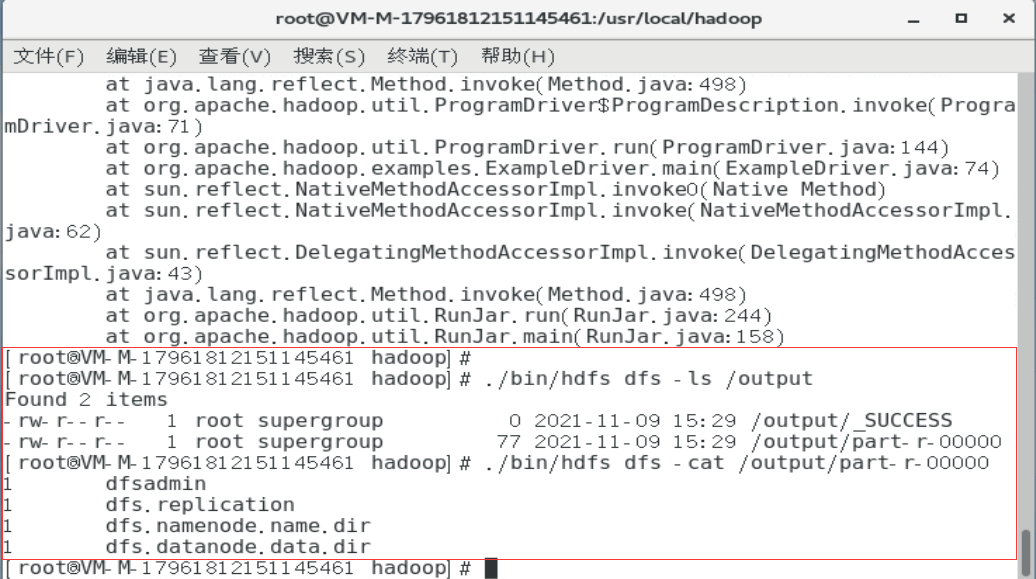 root@VM-M-17961812151145461:/usr/local/hadoop
文件(F) 编辑(E) 查看(V) 搜索(S) 终端(T) 帮助(H)
at java.lang.reflect.Method.invoke(Method.java:498)
at org.apache.hadoop.util.ProgramDriver$ProgramDescription.invoke(Progra
mDriver.java:71)
at org.apache.hadoop.util.ProgramDriver.run(ProgramDriver.java:144)
at org.apache.hadoop.examples.ExampleDriver.main(ExampleDriver.java:74)
at sun.reflect.NativeMethodAccessorImpl.invoke0(Native Method)
at sun.reflect.NativeMethodAccessorImpl.invoke(NativeMethodAccessorImpl.
java:62)
at sun.reflect.DelegatingMethodAccessorImpl.invoke(DelegatingMethodAcces
sorImpl.java:43)
at java.lang.reflect.Method.invoke(Method.java:498)
at org.apache.hadoop.util.RunJar.run(RunJar.java:244)
at org.apache.hadoop.util.RunJar.main(RunJar.java:158)
[root@VM-M-17961812151145461 hadoop]#
[root@VM-M-17961812151145461 hadoop]# ./bin/hdfs dfs -ls /output
Found 2 items
-rw-r--r-- 1 root supergroup 0 2021-11-09 15:29 /output/_SUCCESS
-rw-r--r-- 1 root supergroup 77 2021-11-09 15:29 /output/part-r-00000
[root@VM-M-17961812151145461 hadoop]# ./bin/hdfs dfs -cat /output/part-r-00000
1 dfsadmin
1 dfs.replication
1 dfs.namenode.name.dir
1 dfs.datanode.data.dir
[root@VM-M-17961812151145461 hadoop]#